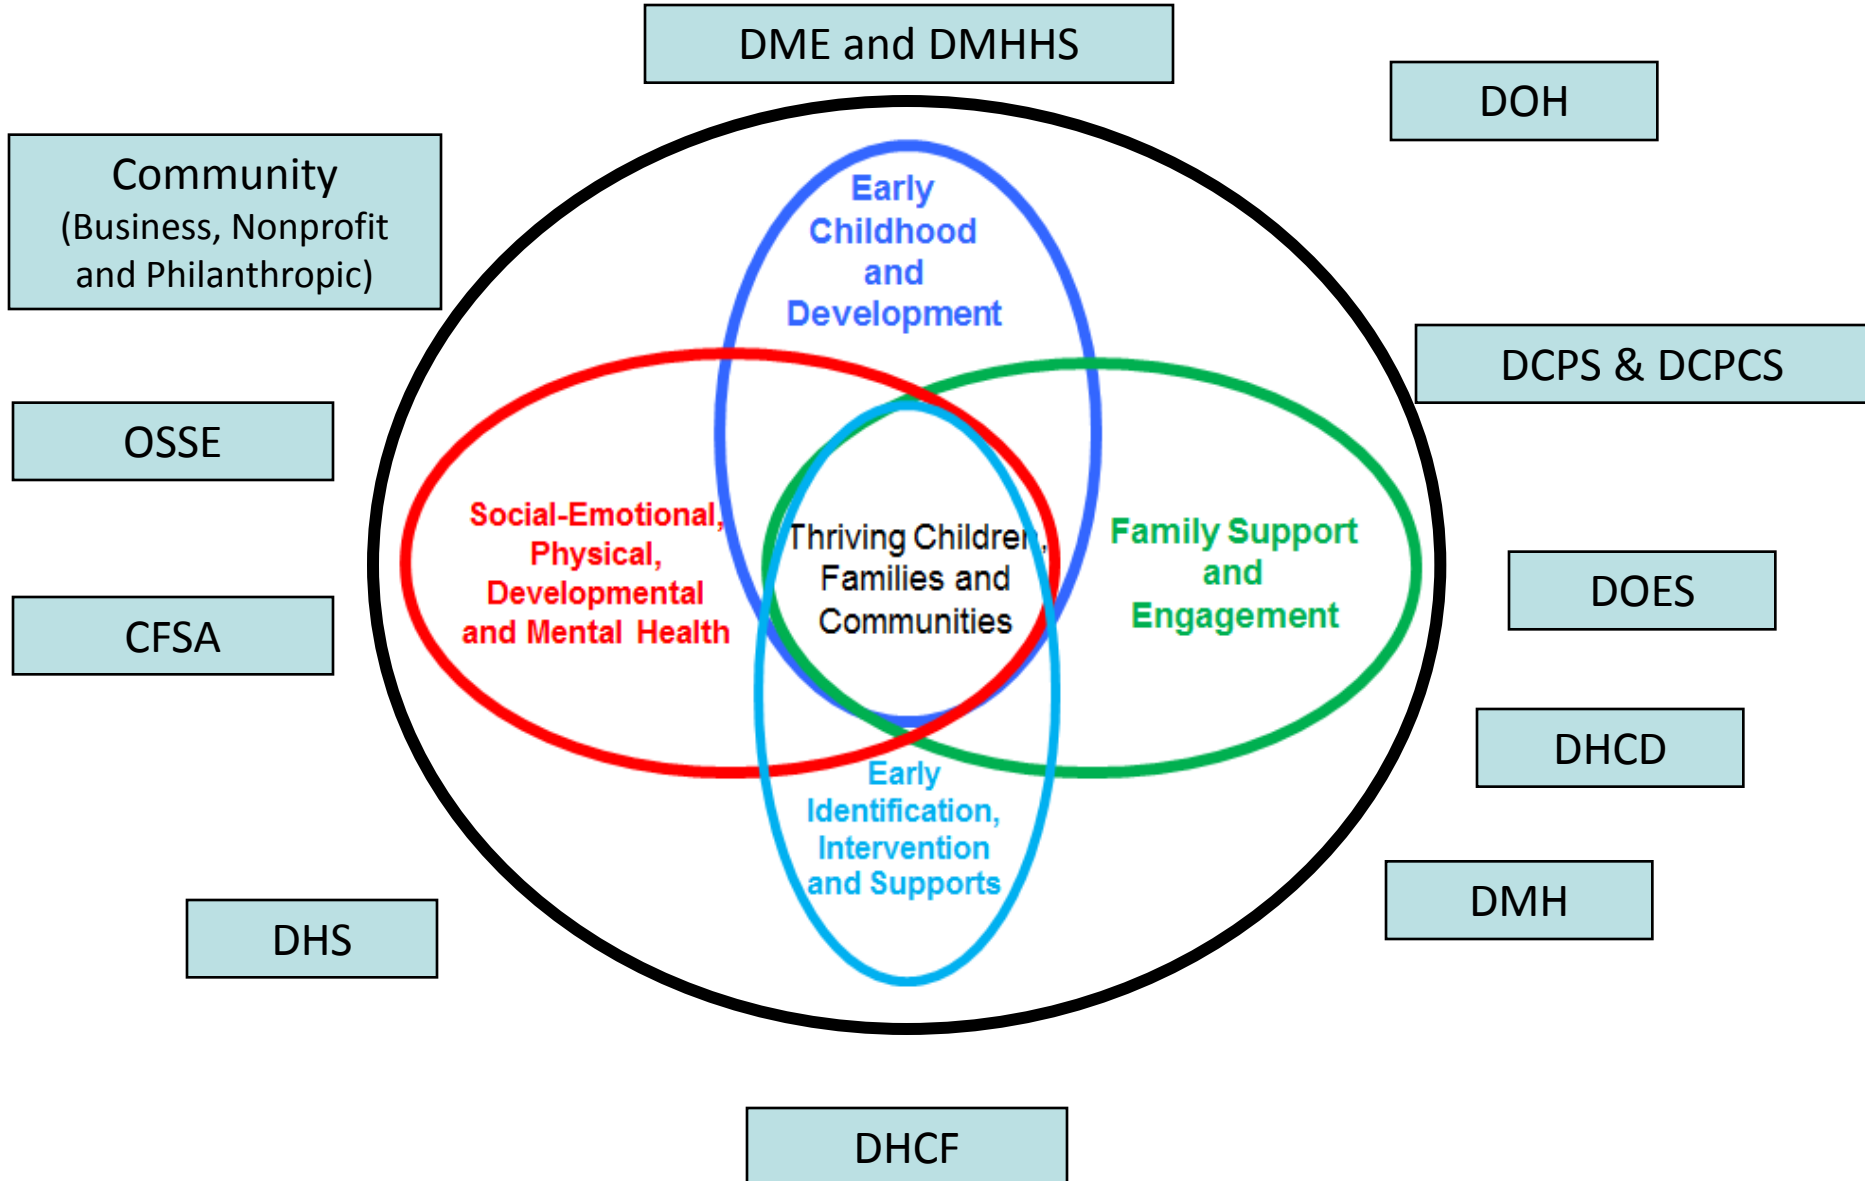 DME and DMHHS
DOH
Community
(Business, Nonprofit
and Philanthropic)
Early
Childhood
and
Development
DCPS & DCPCS
OSSE
Social-Emotional,
Physical,
Developmental
and Mental Health
Thriving Children,
Families and
Communities
Family Support
and
Engagement
DOES
CFSA
DHCD
Early
Identification,
Intervention
and Supports
DMH
DHS
DHCF